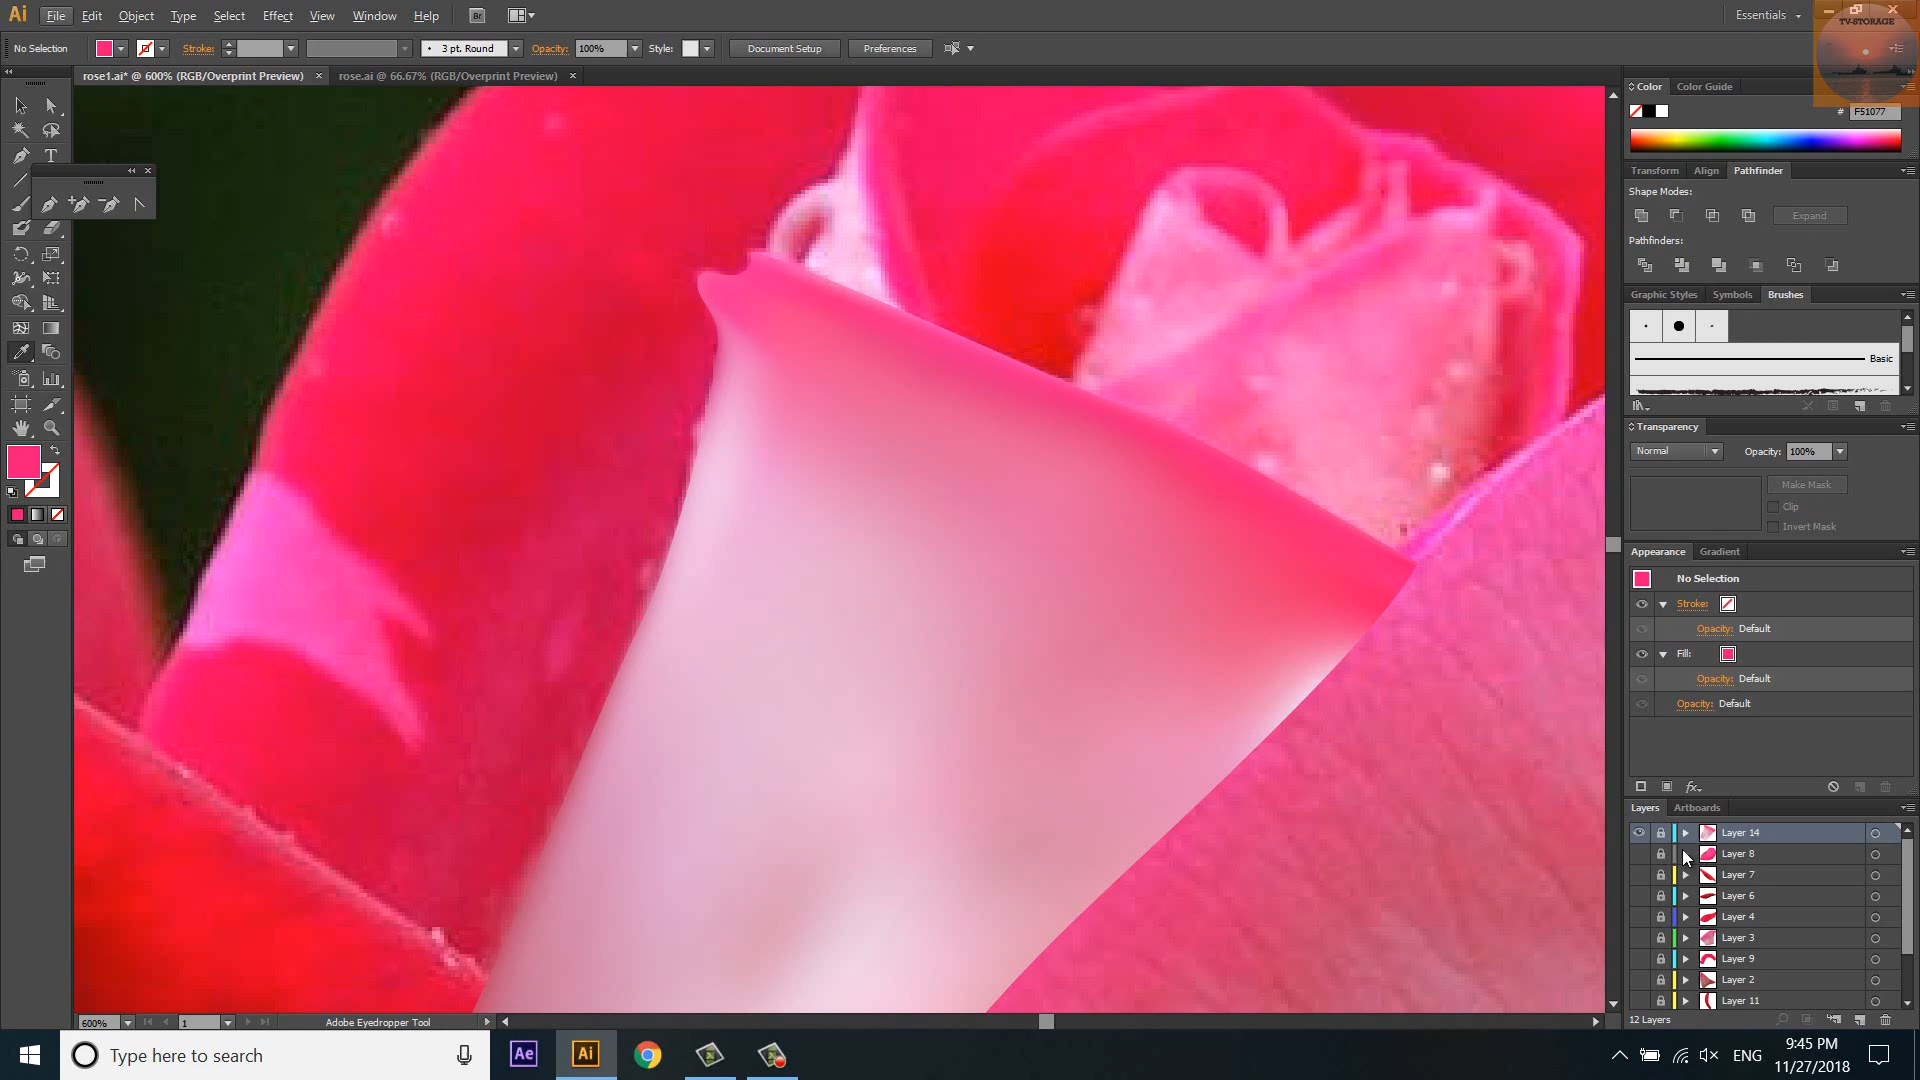 Ai File Edit Object Type Select Effect View Window Help Br Essentials
TV-STORAGE
No Selection Stroke: 3 pt. Round Opacity: 100% Style: Document Setup Preferences
rose1.ai* @ 600% (RGB/Overprint Preview) × rose.ai @ 66.67% (RGB/Overprint Preview) ×
Color Color Guide
# F51077
T
Transform Align Pathfinder
Shape Modes:
Expand
Pathfinders:
Graphic Styles Symbols Brushes
Basic
Transparency
Normal Opacity: 100%
Make Mask
Clip
Invert Mask
Appearance Gradient
No Selection
Stroke:
Opacity: Default
Fill:
Opacity: Default
Opacity: Default
fx
Layers Artboards
Layer 14
Layer 8
Layer 7
Layer 6
Layer 4
Layer 3
Layer 9
Layer 2
Layer 11
12 Layers
600% 1 Adobe Eyedropper Tool
Type here to search Ae Ai ENG
9:45 PM
11/27/2018